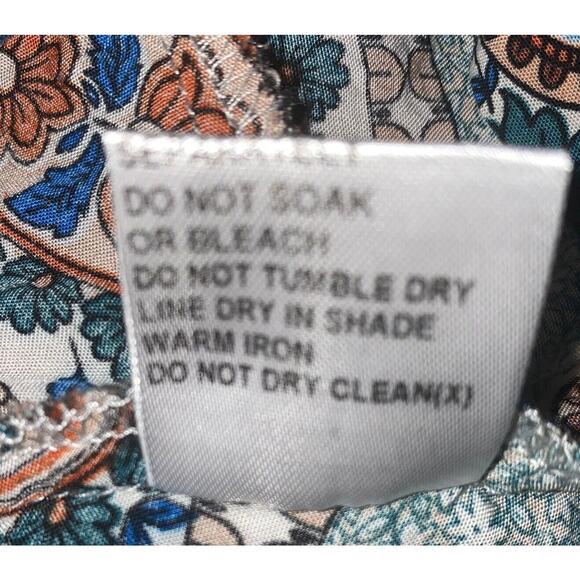 SEPARATELY
DO NOT SOAK
OR BLEACH
DO NOT TUMBLE DRY
LINE DRY IN SHADE
WARM IRON
DO NOT DRY CLEAN(X)